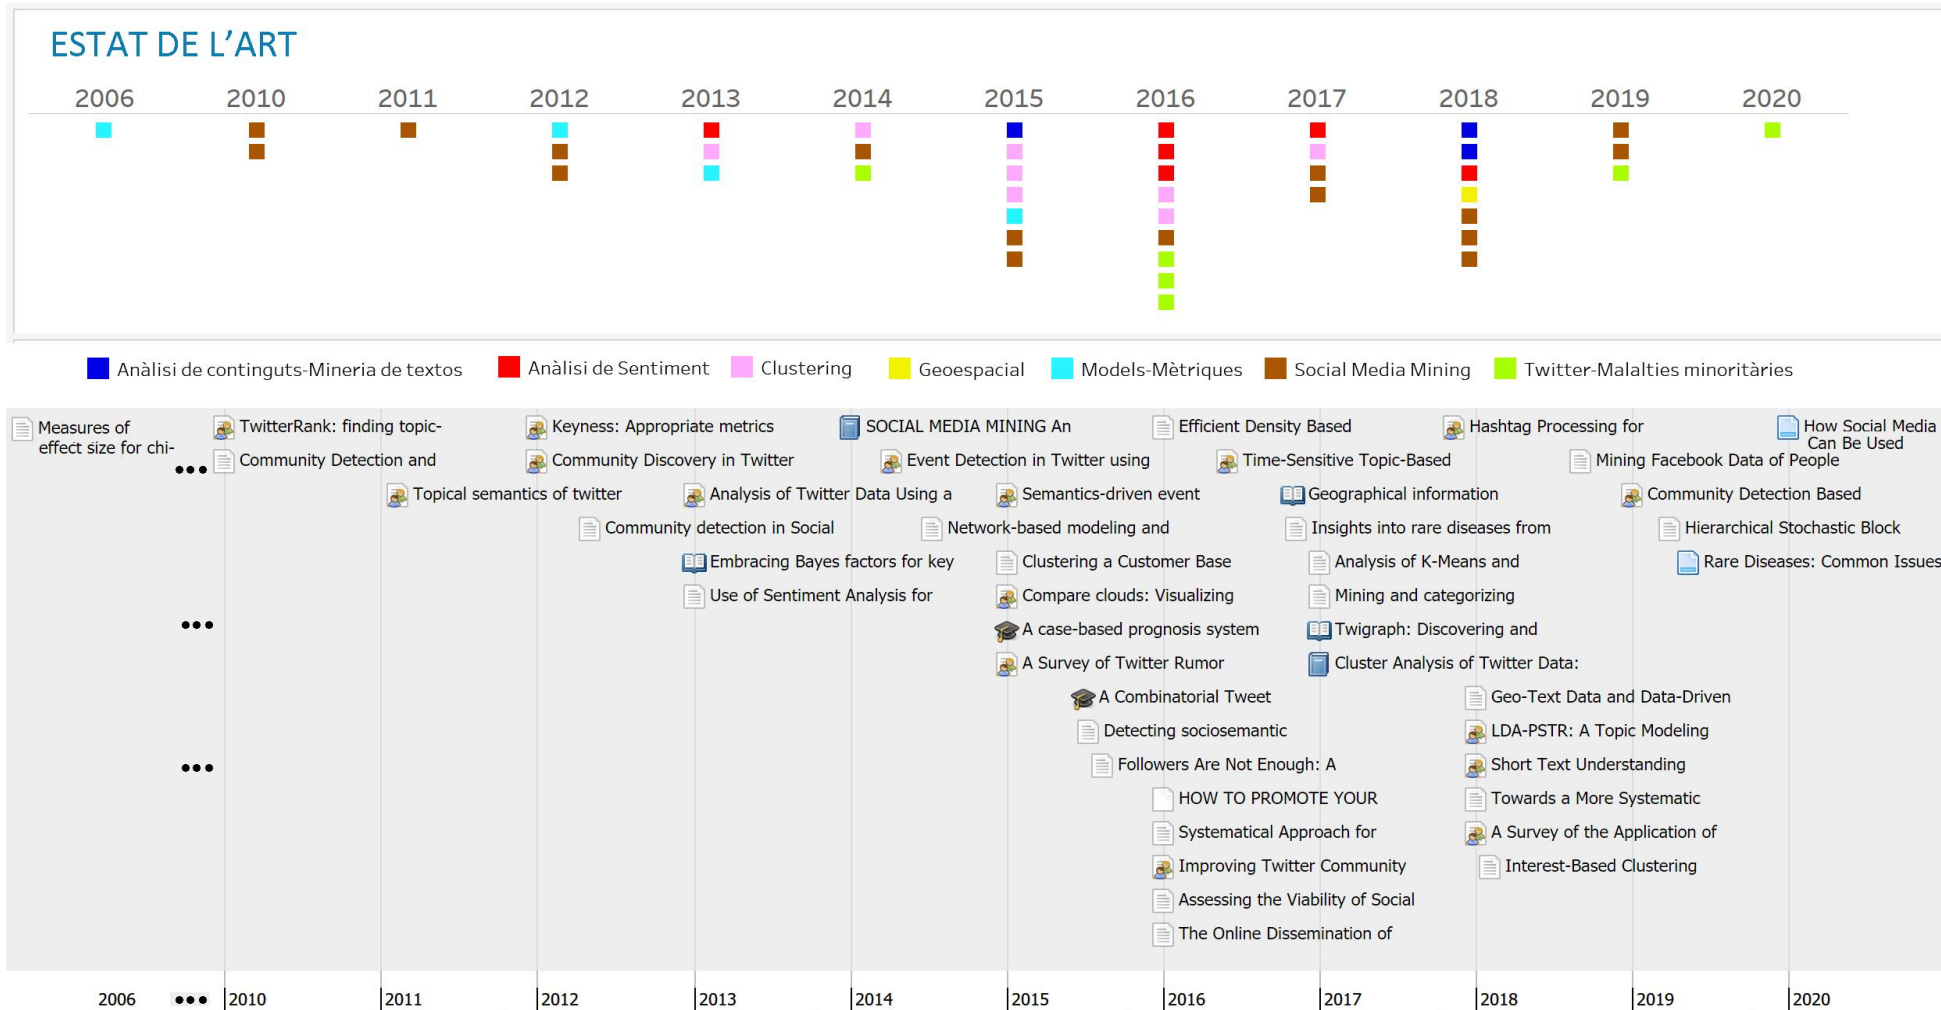 ESTAT DE L'ART
2006 2010 2011 2012 2013 2014 2015 2016 2017 2018 2019 2020
Anàlisi de continguts-Mineria de textos Anàlisi de Sentiment Clustering Geoespacial Models-Mètriques Social Media Mining Twitter-Malalties minoritàries
Measures of
effect size for chi-
TwitterRank: finding topic- Keyness: Appropriate metrics SOCIAL MEDIA MINING An Efficient Density Based Hashtag Processing for How Social Media
Can Be Used
••• Community Detection and Community Discovery in Twitter Event Detection in Twitter using Time-Sensitive Topic-Based Mining Facebook Data of People
Topical semantics of twitter Analysis of Twitter Data Using a Semantics-driven event Geographical information Community Detection Based
Community detection in Social Network-based modeling and Insights into rare diseases from Hierarchical Stochastic Block
Embracing Bayes factors for key Clustering a Customer Base Analysis of K-Means and Rare Diseases: Common Issues
••• Use of Sentiment Analysis for Compare clouds: Visualizing Mining and categorizing
A case-based prognosis system Twigraph: Discovering and
A Survey of Twitter Rumor Cluster Analysis of Twitter Data:
A Combinatorial Tweet Geo-Text Data and Data-Driven
Detecting sociosemantic LDA-PSTR: A Topic Modeling
••• Followers Are Not Enough: A Short Text Understanding
HOW TO PROMOTE YOUR Towards a More Systematic
Systematical Approach for A Survey of the Application of
Improving Twitter Community Interest-Based Clustering
Assessing the Viability of Social
The Online Dissemination of
2006 ••• 2010 2011 2012 2013 2014 2015 2016 2017 2018 2019 2020